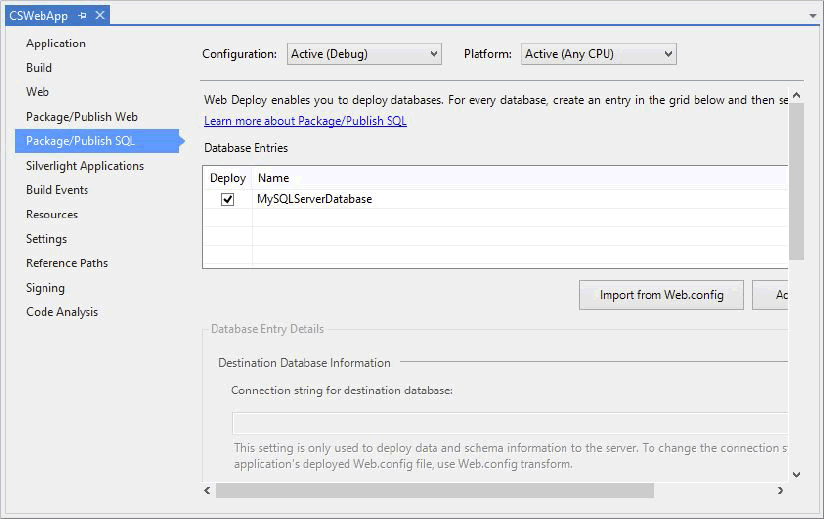 CSWebApp
Application
Build
Web
Package/Publish Web
Package/Publish SQL
Silverlight Applications
Build Events
Resources
Settings
Reference Paths
Signing
Code Analysis
Configuration: Active (Debug) Platform: Active (Any CPU)
Web Deploy enables you to deploy databases. For every database, create an entry in the grid below and then se
Learn more about Package/Publish SQL
Database Entries
Deploy Name
MySQLServerDatabase
Import from Web.config Ad
Database Entry Details
Destination Database Information
Connection string for destination database:
This setting is only used to deploy data and schema information to the server. To change the connection s
application's deployed Web.config file, use Web.config transform.